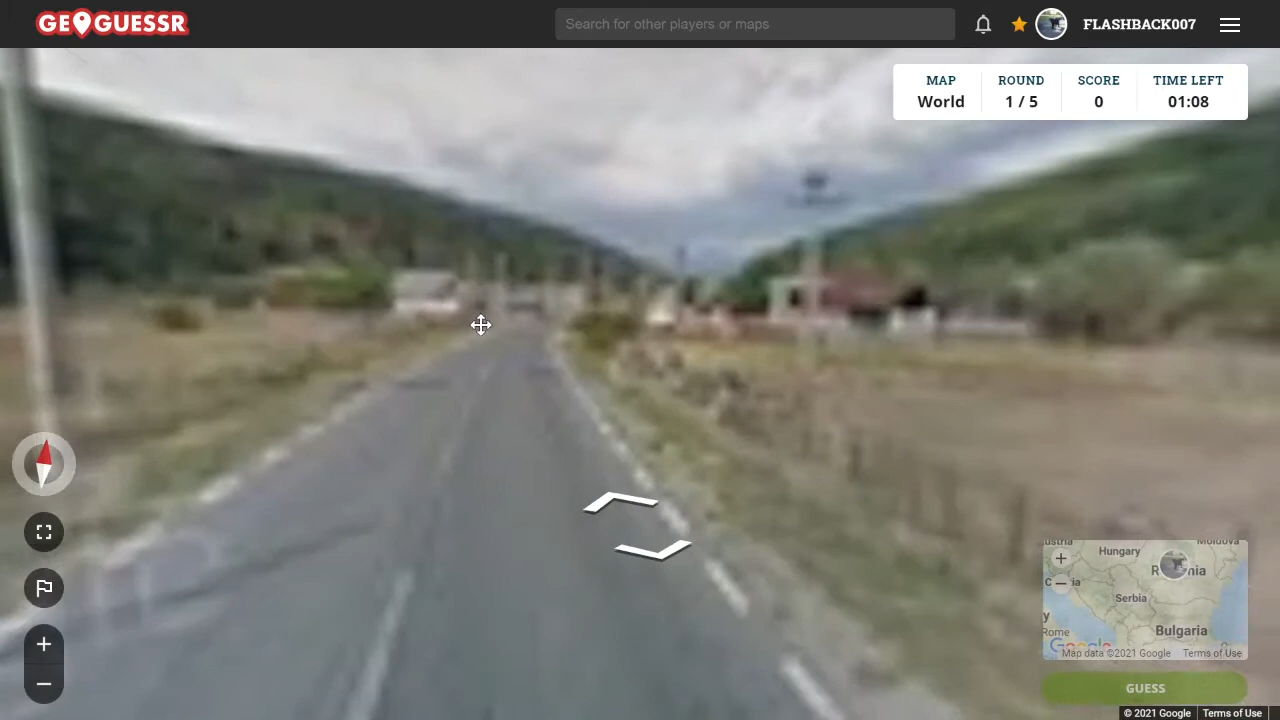 GEOGUESSR
Search for other players or maps
FLASHBACK007
MAP
World
ROUND
1 / 5
SCORE
0
TIME LEFT
01:08
Moldova
Hungary
Serbia
Bulgaria
Rome
Google
Map data ©2021 Google
Terms of Use
GUESS
© 2021 Google
Terms of Use